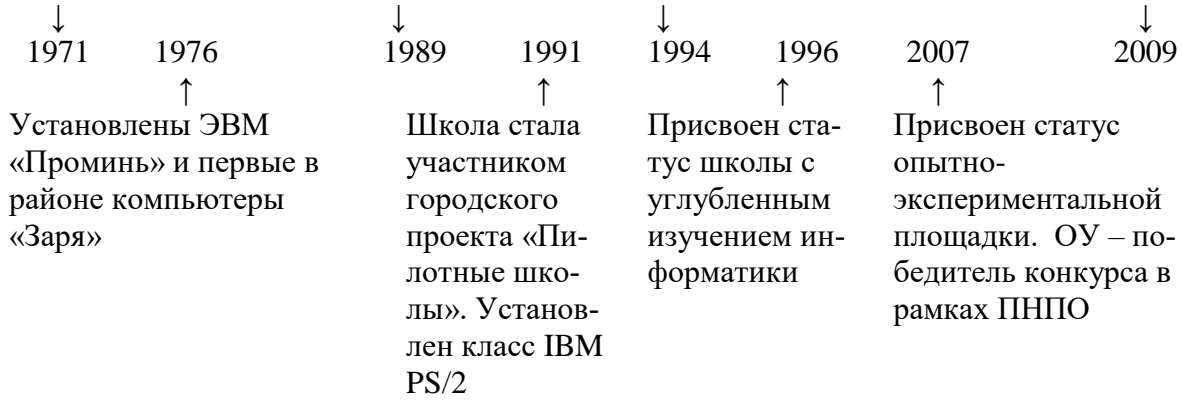 ↓ ↓ ↓ ↓
1971 1976 1989 1991 1994 1996 2007 2009
↑ ↑ ↑ ↑
Установлены ЭВМ
«Проминь» и первые в
районе компьютеры
«Заря»
Школа стала
участником
городского
проекта «Пи-
лотные шко-
лы». Установ-
лен класс IBM
PS/2
Присвоен ста-
тус школы с
углубленным
изучением ин-
форматики
Присвоен статус
опытно-
экспериментальной
площадки. ОУ – по-
бедитель конкурса в
рамках ПНПО